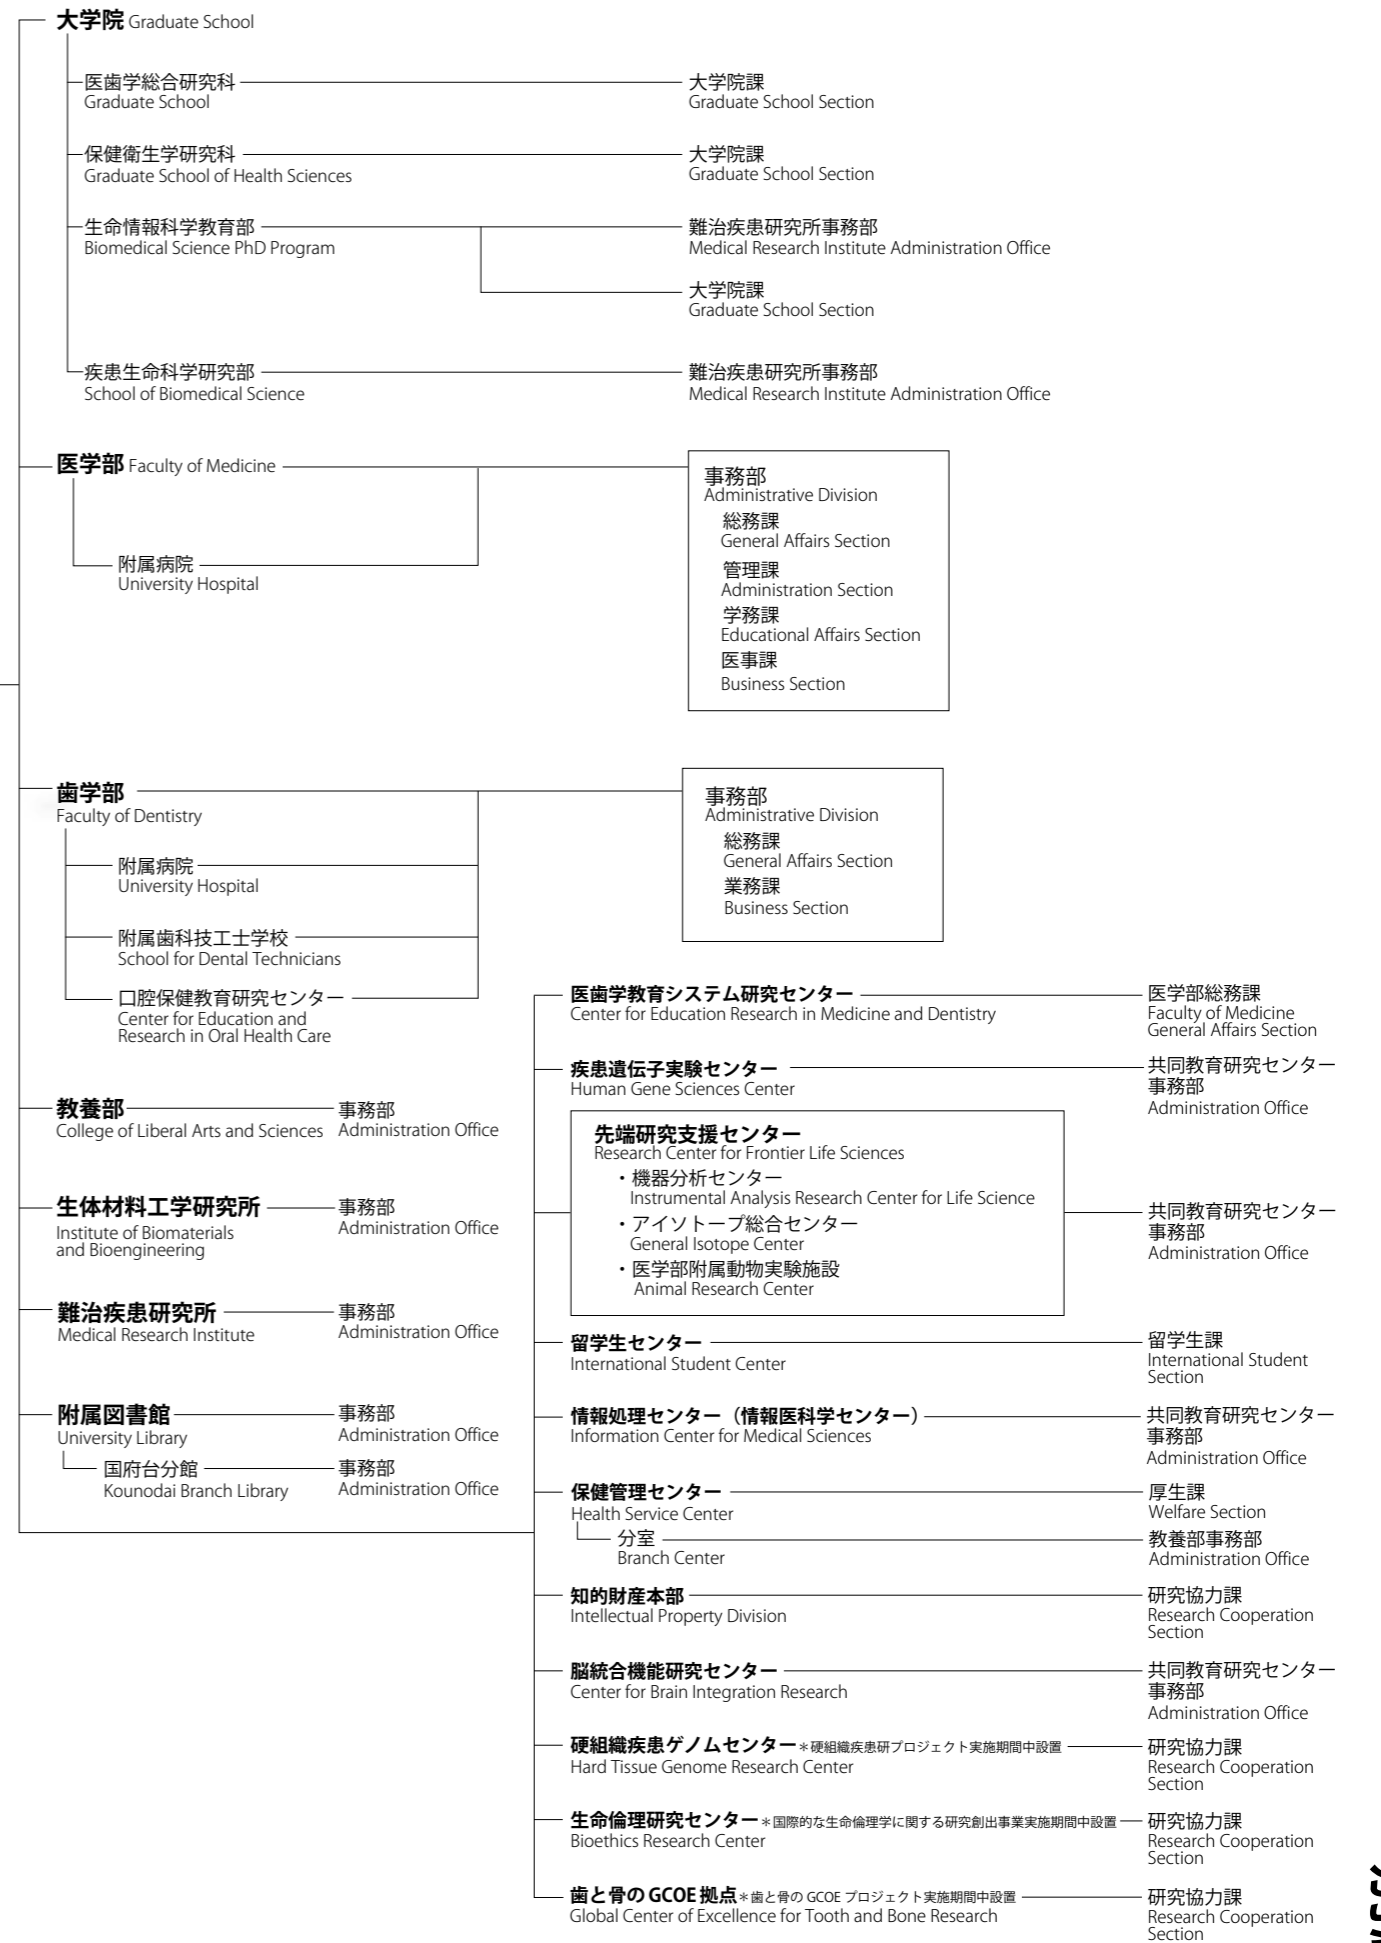 大学院 Graduate School
医歯学総合研究科 大学院課
Graduate School Graduate School Section
保健衛生学研究科 大学院課
Graduate School of Health Sciences Graduate School Section
生命情報科学教育部 難治疾患研究所事務部
Biomedical Science PhD Program Medical Research Institute Administration Office
大学院課
Graduate School Section
疾患生命科学研究部 難治疾患研究所事務部
School of Biomedical Science Medical Research Institute Administration Office
医学部 Faculty of Medicine
附属病院
University Hospital
事務部
Administrative Division
総務課
General Affairs Section
管理課
Administration Section
学務課
Educational Affairs Section
医事課
Business Section
歯学部
Faculty of Dentistry
附属病院
University Hospital
附属歯科技工士学校
School for Dental Technicians
口腔保健教育研究センター
Center for Education and
Research in Oral Health Care
事務部
Administrative Division
総務課
General Affairs Section
業務課
Business Section
教養部 事務部
College of Liberal Arts and Sciences Administration Office
生体材料工学研究所 事務部
Institute of Biomaterials Administration Office
and Bioengineering
難治疾患研究所 事務部
Medical Research Institute Administration Office
附属図書館 事務部
University Library Administration Office
国府台分館 事務部
Kounodai Branch Library Administration Office
医歯学教育システム研究センター 医学部総務課
Center for Education Research in Medicine and Dentistry Faculty of Medicine
General Affairs Section
疾患遺伝子実験センター 共同教育研究センター
Human Gene Sciences Center 事務部
Administration Office
先端研究支援センター
Research Center for Frontier Life Sciences
・機器分析センター
Instrumental Analysis Research Center for Life Science
・アイソトープ総合センター
General Isotope Center
・医学部附属動物実験施設
Animal Research Center
共同教育研究センター
事務部
Administration Office
留学生センター 留学生課
International Student Center International Student
Section
情報処理センター（情報医科学センター） 共同教育研究センター
Information Center for Medical Sciences 事務部
Administration Office
保健管理センター 厚生課
Health Service Center Welfare Section
分室 教養部事務部
Branch Center Administration Office
知的財産本部 研究協力課
Intellectual Property Division Research Cooperation
Section
脳統合機能研究センター 共同教育研究センター
Center for Brain Integration Research 事務部
Administration Office
硬組織疾患ゲノムセンター＊硬組織疾患研プロジェクト実施期間中設置 研究協力課
Hard Tissue Genome Research Center Research Cooperation
Section
生命倫理研究センター＊国際的な生命倫理学に関する研究創出事業実施期間中設置 研究協力課
Bioethics Research Center Research Cooperation
Section
歯と骨の GCOE 拠点＊歯と骨の GCOE プロジェクト実施期間中設置 研究協力課
Global Center of Excellence for Tooth and Bone Research Research Cooperation
Section